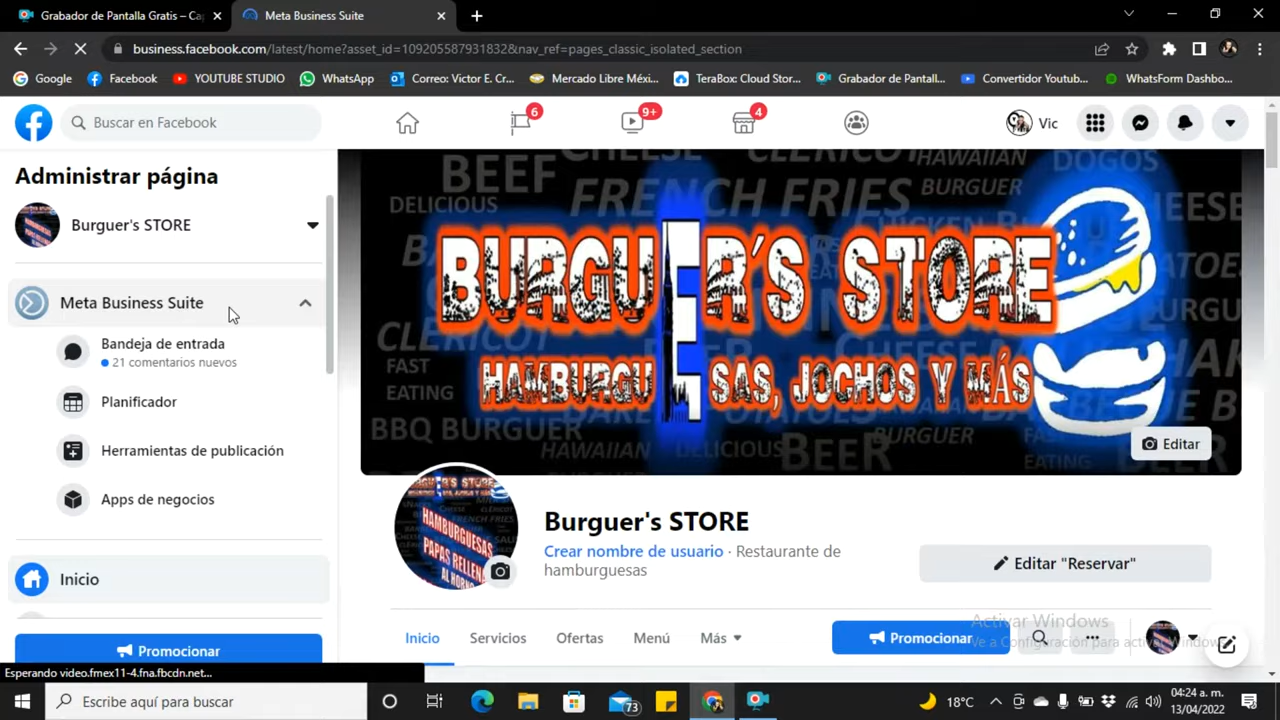 Grabador de Pantalla Gratis – Ca
Meta Business Suite
business.facebook.com/latest/home?asset_id=109205587931832&nav_ref=pages_classic_isolated_section
Google
Facebook
YOUTUBE STUDIO
WhatsApp
Correo: Victor E. Cr...
Mercado Libre Méxi...
TeraBox: Cloud Stor...
Grabador de Pantall...
Convertidor Youtub...
WhatsForm Dashbo...
Buscar en Facebook
6
9+
4
Vic
Administrar página
Burguer's STORE
Meta Business Suite
Bandeja de entrada
21 comentarios nuevos
Planificador
Herramientas de publicación
Apps de negocios
Inicio
Promocionar
BEEF
CLERICOT
HAWAIIAN
BURGUER
DOGOS
DELICIOUS
FRENCH FRIES
BURGUER´S STORE
HAMBURGUESAS, JOCHOS Y MÁS
FAST
EATING
BBQ BURGUER
HAWAIIAN
DELICIOUS
BEER
BURGUER
EATING
Editar
Burguer's STORE
Crear nombre de usuario · Restaurante de
hamburguesas
Editar "Reservar"
Inicio
Servicios
Ofertas
Menú
Más
Promocionar
Activar Windows
Ve a Configuración para activar Windows.
Esperando video.fmex11-4.fna.fbcdn.net...
Escribe aquí para buscar
73
18°C
04:24 a. m.
13/04/2022